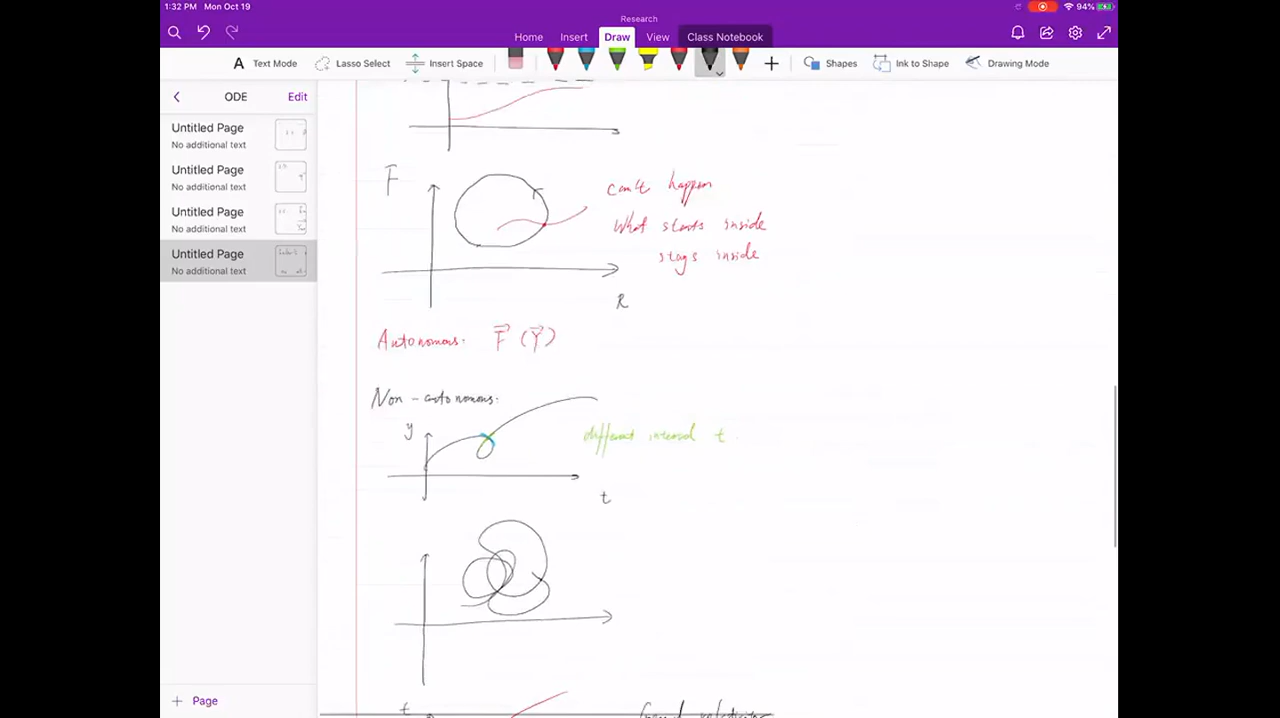 1:32 PM Mon Oct 19
94%
Research
Home Insert Draw View Class Notebook
Text Mode Lasso Select Insert Space Shapes Ink to Shape Drawing Mode
ODE Edit
Untitled Page
No additional text
Untitled Page
No additional text
Untitled Page
No additional text
Untitled Page
No additional text
Page
F
can't happen
What starts inside
stays inside
R
Autonomous: F (Y)
Non-autonomous:
y
different interval t
t
t